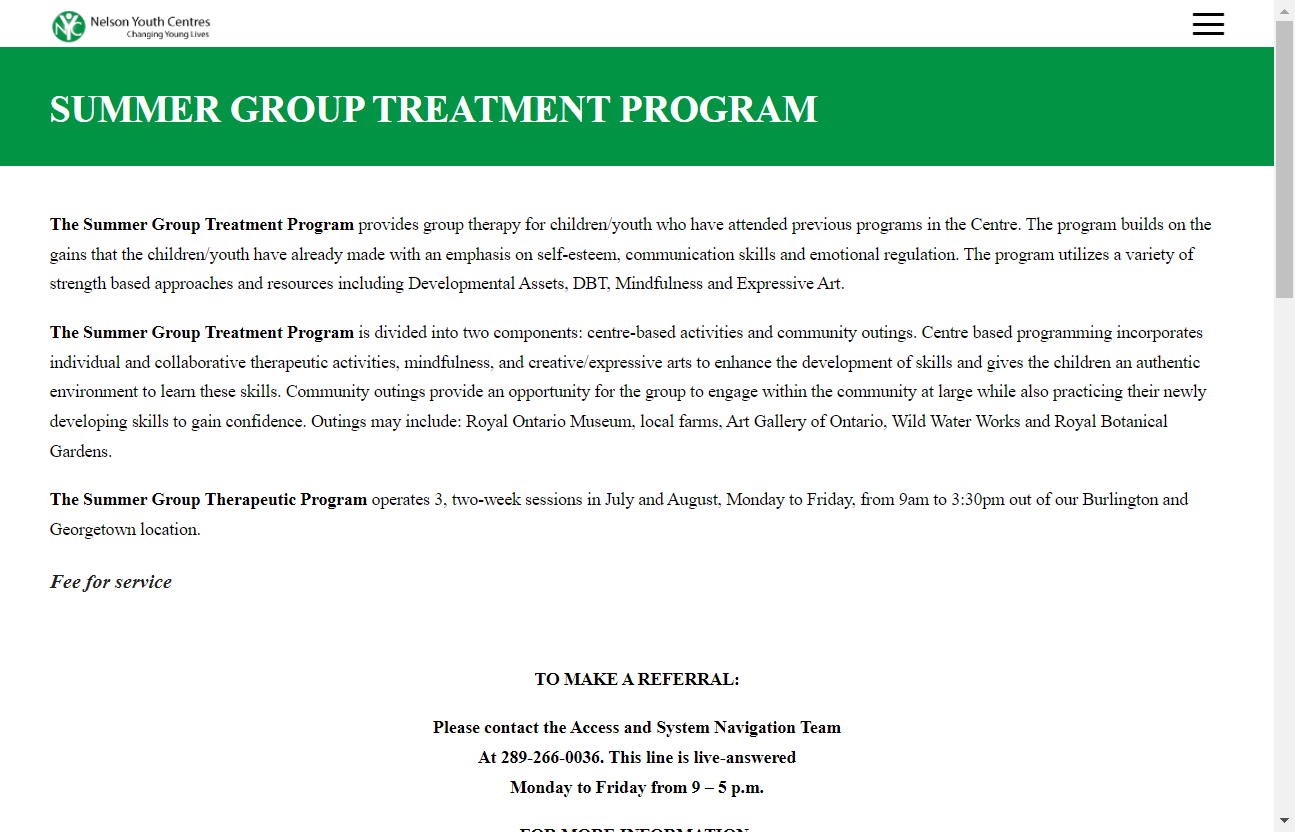 NYC Nelson Youth Centres
Changing Young Lives
SUMMER GROUP TREATMENT PROGRAM
The Summer Group Treatment Program provides group therapy for children/youth who have attended previous programs in the Centre. The program builds on the
gains that the children/youth have already made with an emphasis on self-esteem, communication skills and emotional regulation. The program utilizes a variety of
strength based approaches and resources including Developmental Assets, DBT, Mindfulness and Expressive Art.
The Summer Group Treatment Program is divided into two components: centre-based activities and community outings. Centre based programming incorporates
individual and collaborative therapeutic activities, mindfulness, and creative/expressive arts to enhance the development of skills and gives the children an authentic
environment to learn these skills. Community outings provide an opportunity for the group to engage within the community at large while also practicing their newly
developing skills to gain confidence. Outings may include: Royal Ontario Museum, local farms, Art Gallery of Ontario, Wild Water Works and Royal Botanical
Gardens.
The Summer Group Therapeutic Program operates 3, two-week sessions in July and August, Monday to Friday, from 9am to 3:30pm out of our Burlington and
Georgetown location.
Fee for service
TO MAKE A REFERRAL:
Please contact the Access and System Navigation Team
At 289-266-0036. This line is live-answered
Monday to Friday from 9 – 5 p.m.
FOR MORE INFORMATION